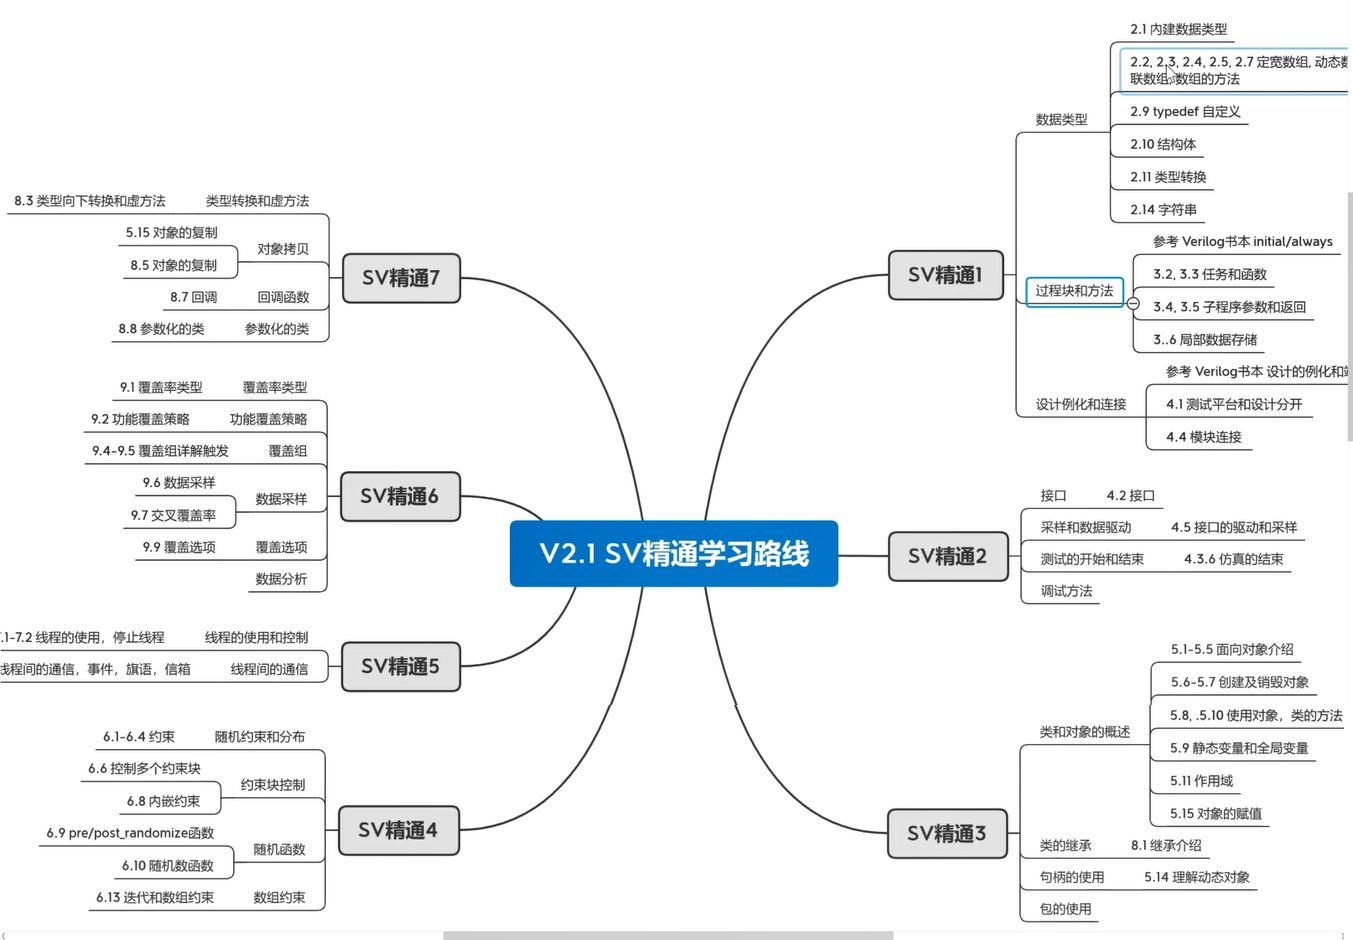 V2.1 SV精通学习路线
SV精通1
数据类型
2.1 内建数据类型
2.2, 2.3, 2.4, 2.5, 2.7 定宽数组, 动态
联数组, 数组的方法
2.9 typedef 自定义
2.10 结构体
2.11 类型转换
2.14 字符串
过程块和方法
参考 Verilog书本 initial/always
3.2, 3.3 任务和函数
3.4, 3.5 子程序参数和返回
3..6 局部数据存储
设计例化和连接
参考 Verilog书本 设计的例化和
4.1 测试平台和设计分开
4.4 模块连接
SV精通2
接口
4.2 接口
采样和数据驱动
4.5 接口的驱动和采样
测试的开始和结束
4.3.6 仿真的结束
调试方法
SV精通3
类和对象的概述
5.1-5.5 面向对象介绍
5.6-5.7 创建及销毁对象
5.8, .5.10 使用对象，类的方法
5.9 静态变量和全局变量
5.11 作用域
5.15 对象的赋值
类的继承
8.1 继承介绍
句柄的使用
5.14 理解动态对象
包的使用
SV精通7
类型转换和虚方法
8.3 类型向下转换和虚方法
对象拷贝
5.15 对象的复制
8.5 对象的复制
回调函数
8.7 回调
参数化的类
8.8 参数化的类
SV精通6
覆盖率类型
9.1 覆盖率类型
功能覆盖策略
9.2 功能覆盖策略
覆盖组
9.4-9.5 覆盖组详解触发
数据采样
9.6 数据采样
9.7 交叉覆盖率
覆盖选项
9.9 覆盖选项
数据分析
SV精通5
线程的使用和控制
.1-7.2 线程的使用，停止线程
线程间的通信
线程间的通信，事件，旗语，信箱
SV精通4
随机约束和分布
6.1-6.4 约束
约束块控制
6.6 控制多个约束块
6.8 内嵌约束
随机函数
6.9 pre/post_randomize函数
6.10 随机数函数
数组约束
6.13 迭代和数组约束